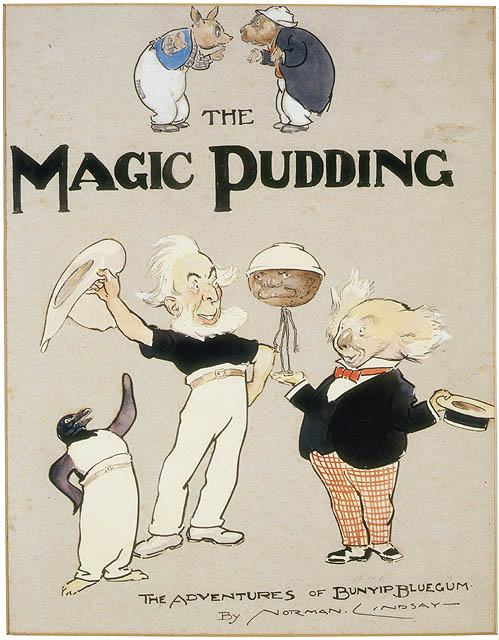 THE
MAGIC PUDDING
THE ADVENTURES OF BUNYIP BLUEGUM.
BY NORMAN LINDSAY